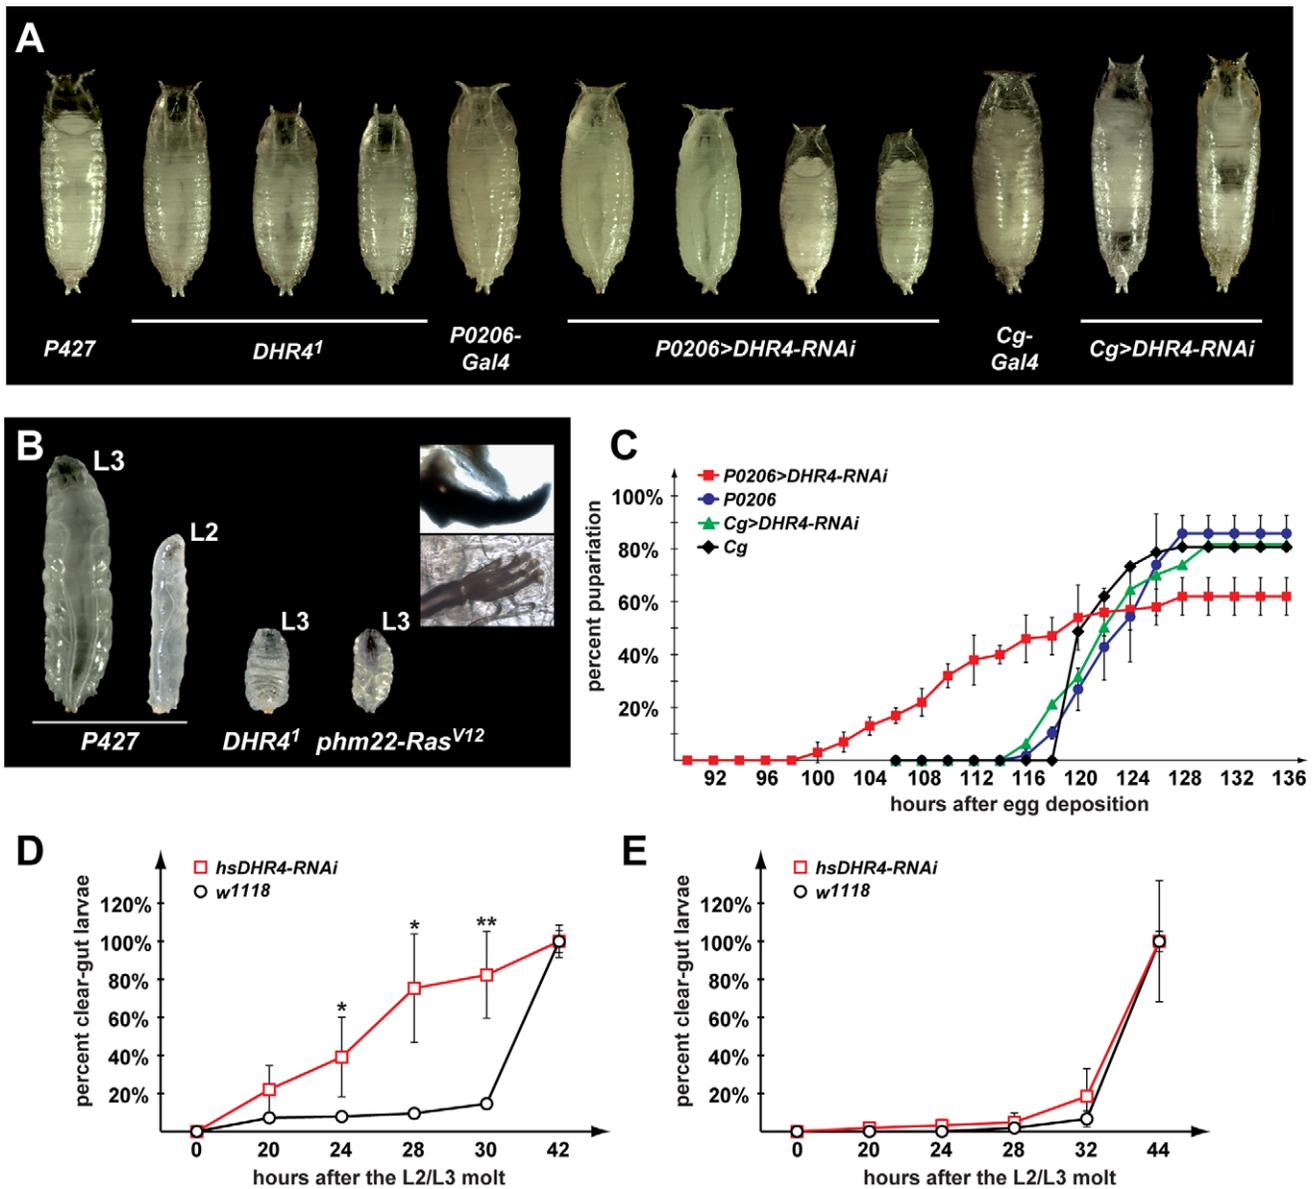 A
P427
DHR4¹
P0206-
Gal4
P0206>DHR4-RNAi
Cg-
Gal4
Cg>DHR4-RNAi
B
L3
L2
L3
L3
P427
DHR4¹
phm22-Rasⱽ¹²
C
P0206>DHR4-RNAi
P0206
Cg>DHR4-RNAi
Cg
percent pupariation
100%
80%
60%
40%
20%
92 96 100 104 108 112 116 120 124 128 132 136
hours after egg deposition
D
hsDHR4-RNAi
w¹¹¹⁸
percent clear-gut larvae
120%
100%
80%
60%
40%
20%
*
*
**
0 20 24 28 30 42
hours after the L2/L3 molt
E
hsDHR4-RNAi
w¹¹¹⁸
percent clear-gut larvae
120%
100%
80%
60%
40%
20%
0 20 24 28 32 44
hours after the L2/L3 molt